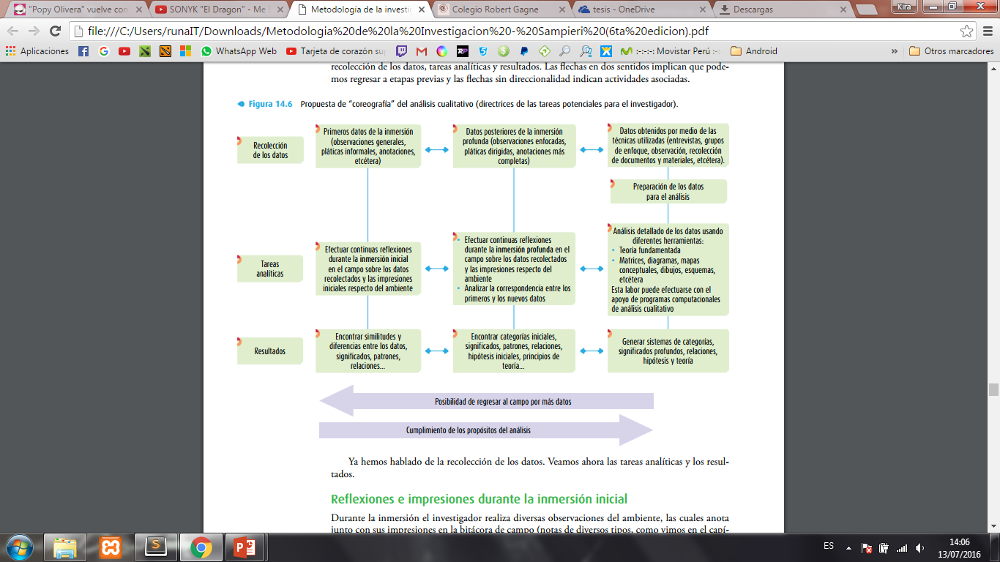 "Popy Olivera" vuelve con
SONYK "El Dragon" - Me E
Metodología de la investig
Colegio Robert Gagne
tesis - OneDrive
Descargas
Kira
file:///C:/Users/runaIT/Downloads/Metodologia%20de%20la%20Investigacion%20-%20Sampieri%20(6ta%20edicion).pdf
Aplicaciones
WhatsApp Web
Tarjeta de corazón su
:-:-:-: Movistar Perú :-:
Android
»
Otros marcadores
recolección de los datos, tareas analíticas y resultados. Las flechas en dos sentidos implican que pode-
mos regresar a etapas previas y las flechas sin direccionalidad indican actividades asociadas.
Figura 14.6 Propuesta de “coreografía” del análisis cualitativo (directrices de las tareas potenciales para el investigador).
Recolección
de los datos
Primeros datos de la inmersión
(observaciones generales,
pláticas informales, anotaciones,
etcétera)
Datos posteriores de la inmersión
profunda (observaciones enfocadas,
pláticas dirigidas, anotaciones más
completas)
Datos obtenidos por medio de las
técnicas utilizadas (entrevistas, grupos
de enfoque, observación, recolección
de documentos y materiales, etcétera).
Preparación de los datos
para el análisis
Tareas
analíticas
Efectuar continuas reflexiones
durante la inmersión inicial
en el campo sobre los datos
recolectados y las impresiones
iniciales respecto del ambiente
• Efectuar continuas reflexiones
durante la inmersión profunda en el
campo sobre los datos recolectados
y las impresiones respecto del
ambiente
• Analizar la correspondencia entre los
primeros y los nuevos datos
Análisis detallado de los datos usando
diferentes herramientas:
• Teoría fundamentada
• Matrices, diagramas, mapas
conceptuales, dibujos, esquemas,
etcétera
Esta labor puede efectuarse con el
apoyo de programas computacionales
de análisis cualitativo
Resultados
Encontrar similitudes y
diferencias entre los datos,
significados, patrones,
relaciones...
Encontrar categorías iniciales,
significados, patrones, relaciones,
hipótesis iniciales, principios de
teoría...
Generar sistemas de categorías,
significados profundos, relaciones,
hipótesis y teoría
Posibilidad de regresar al campo por más datos
Cumplimiento de los propósitos del análisis
Ya hemos hablado de la recolección de los datos. Veamos ahora las tareas analíticas y los resul-
tados.
Reflexiones e impresiones durante la inmersión inicial
Durante la inmersión el investigador realiza diversas observaciones del ambiente, las cuales anota
junto con sus impresiones en la bitácora de campo (notas de diversos tipos, como vimos en el capí-
ES
14:06
13/07/2016